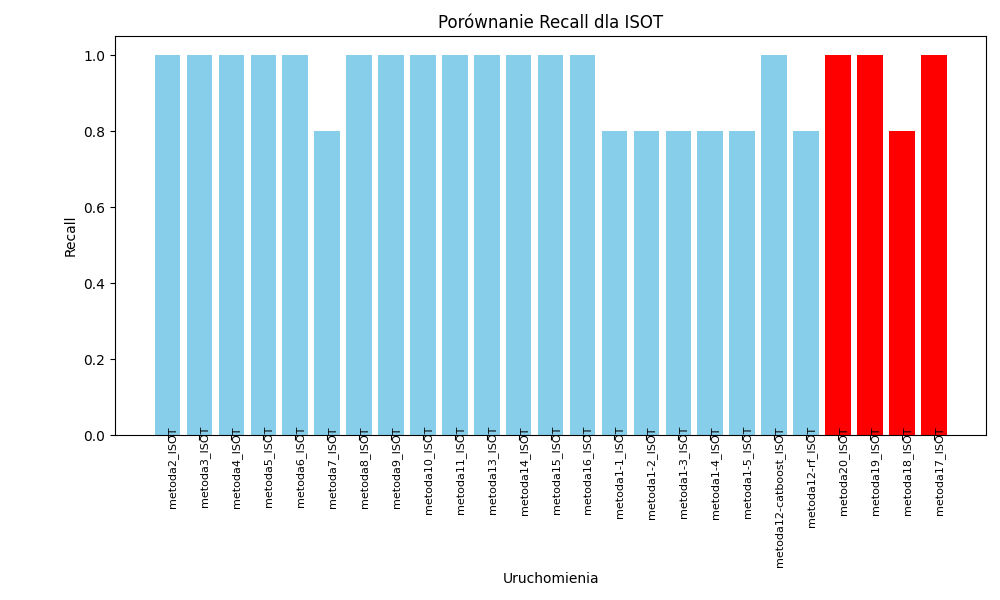 Porównanie Recall dla ISOT
Recall
1.0
0.8
0.6
0.4
0.2
0.0
metoda2_ISOT
metoda3_ISOT
metoda4_ISOT
metoda5_ISOT
metoda6_ISOT
metoda7_ISOT
metoda8_ISOT
metoda9_ISOT
metoda10_ISOT
metoda11_ISOT
metoda13_ISOT
metoda14_ISOT
metoda15_ISOT
metoda16_ISOT
metoda1-1_ISOT
metoda1-2_ISOT
metoda1-3_ISOT
metoda1-4_ISOT
metoda1-5_ISOT
metoda12-catboost_ISOT
metoda12-rf_ISOT
metoda20_ISOT
metoda19_ISOT
metoda18_ISOT
metoda17_ISOT
Uruchomienia